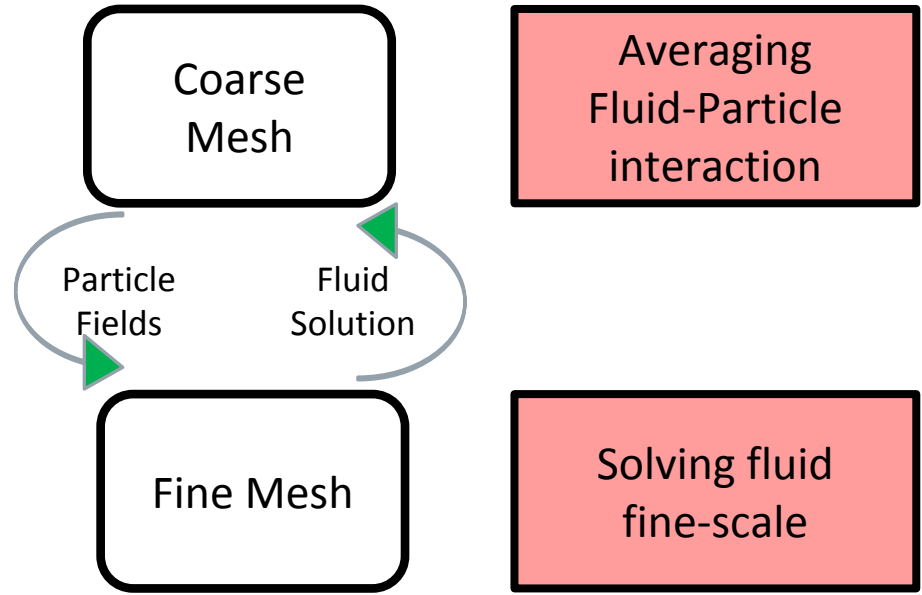 Coarse
Mesh
Averaging
Fluid-Particle
interaction
Particle
Fields
Fluid
Solution
Fine Mesh
Solving fluid
fine-scale